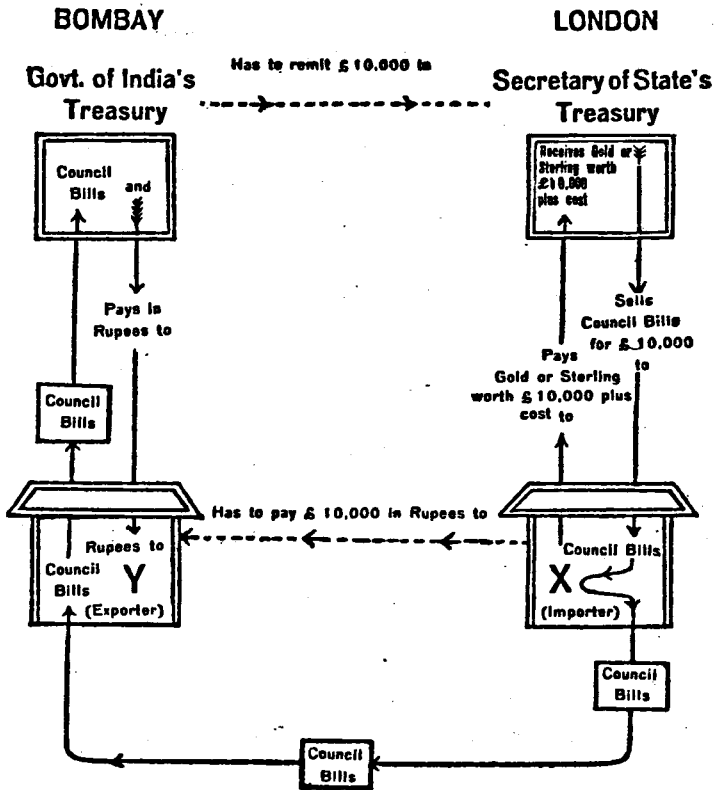 BOMBAY
LONDON
Has to remit £10,000 to
Govt. of India's
Treasury
Secretary of State's
Treasury
Council
Bills
and
Receives Gold or
Sterling worth
£10,000
plus cost
Pays in
Rupees to
Sells
Council Bills
for £10,000
to
Pays
Gold or Sterling
worth £10,000 plus
cost to
Council
Bills
Has to pay £ 10,000 in Rupees to
Rupees to
Council
Bills
Y
(Exporter)
Council Bills
X
(Importer)
Council
Bills
Council
Bills